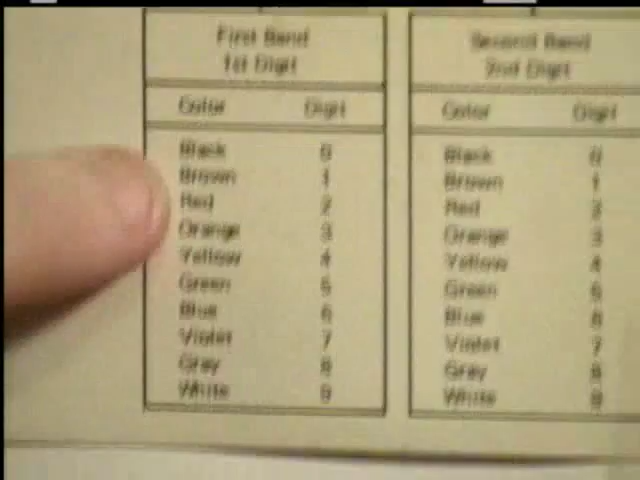 First Band
1st Digit
Color Digit
Black 0
Brown 1
Red 2
Orange 3
Yellow 4
Green 5
Blue 6
Violet 7
Gray 8
White 9
Second Band
2nd Digit
Color Digit
Black 0
Brown 1
Red 2
Orange 3
Yellow 4
Green 5
Blue 6
Violet 7
Gray 8
White 9